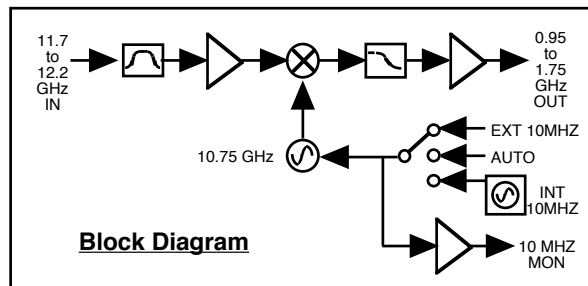 11.7
to
12.2
GHz
IN
0.95
to
1.75
GHz
OUT
10.75 GHz
EXT 10MHZ
AUTO
INT
10MHZ
10 MHZ
MON
Block Diagram